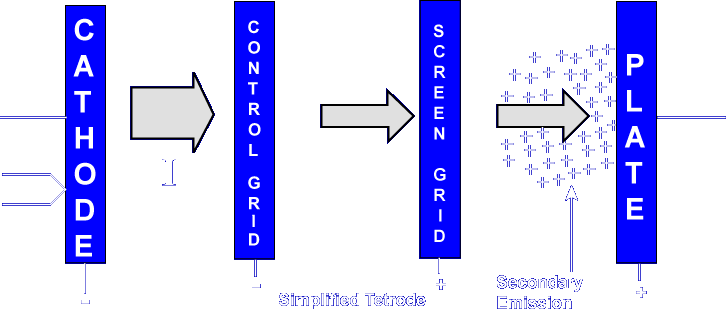 CATHODE
CONTROL GRID
SCREEN GRID
PLATE
I
- - + +
Simplified Tetrode
Secondary
Emission